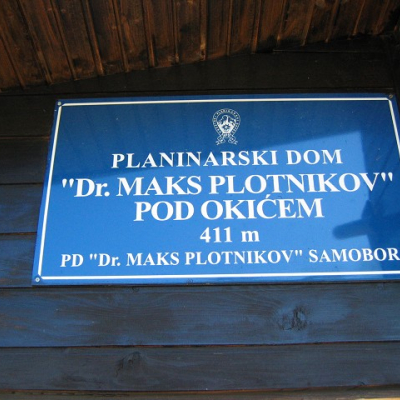 PLANINARSKI DOM
"Dr. MAKS PLOTNIKOV"
POD OKIĆEM
411 m
PD "Dr. MAKS PLOTNIKOV" SAMOBOR